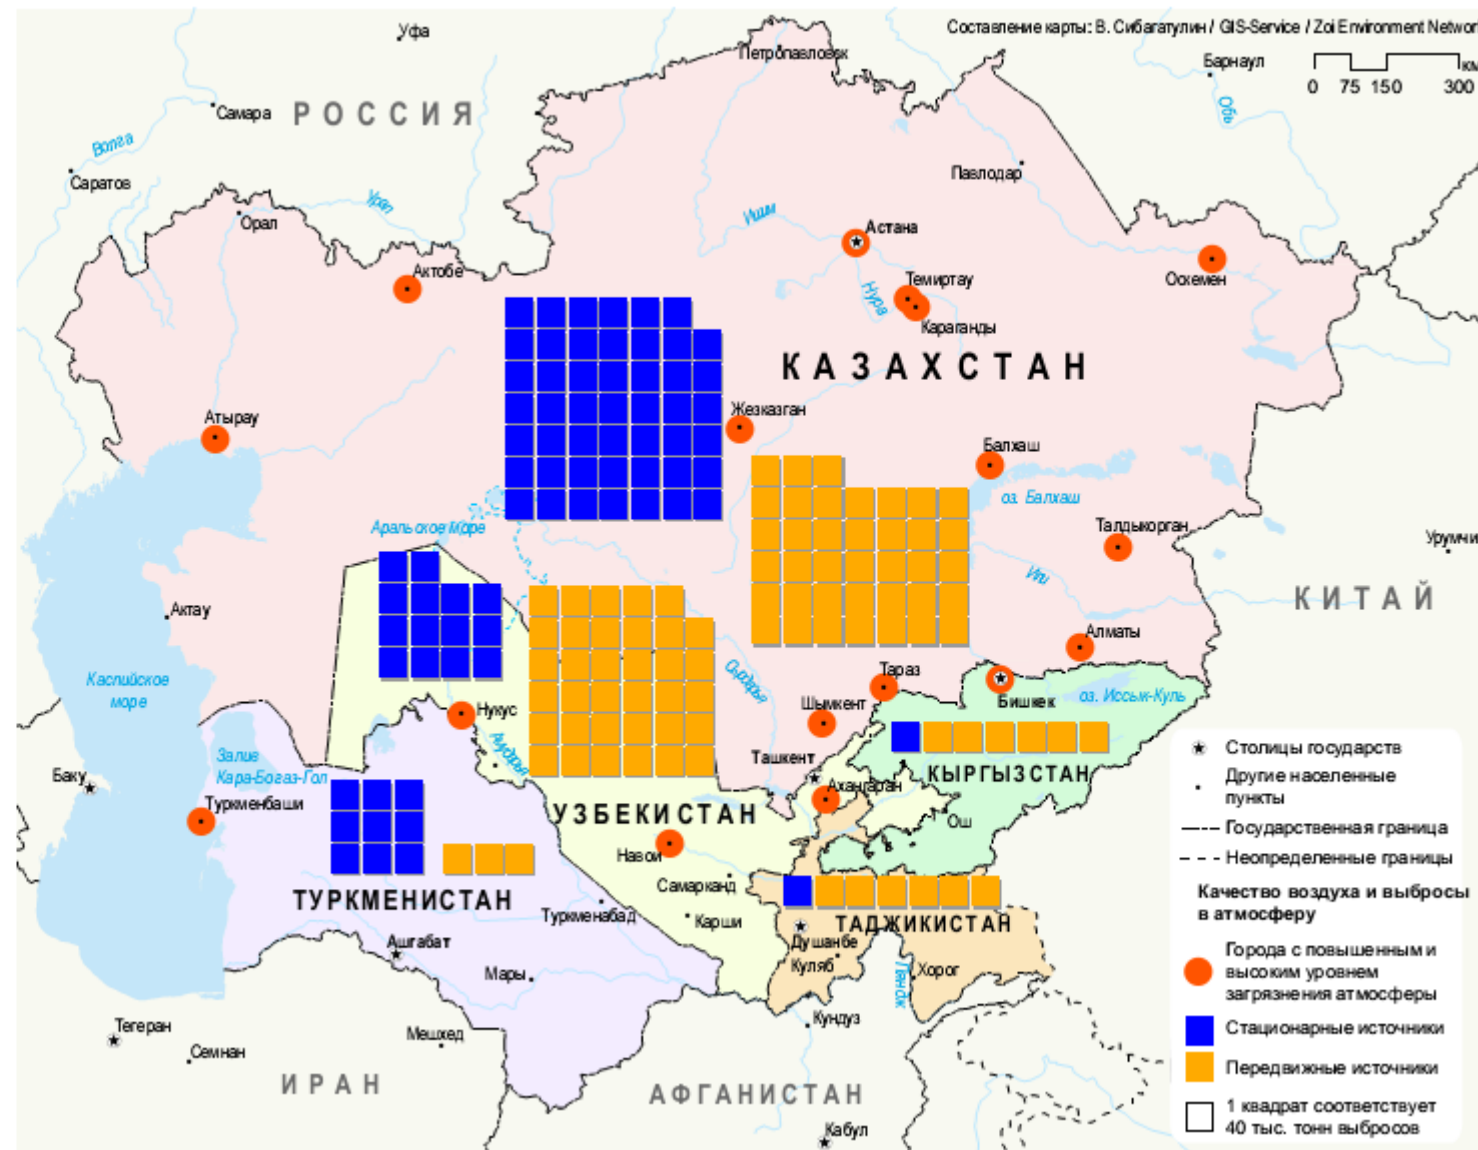 Составление карты: В. Сибагатулин / GIS-Service / Zoi Environment Network
Уфа
Петропавловск
Барнаул
км
0 75 150 300
Самара
РОССИЯ
Обь
Волга
Саратов
Павлодар
Урал
Орал
Ишим
Астана
Актобе
Темиртау
Оскемен
Нура
Караганды
КАЗАХСТАН
Атырау
Жезказган
Балхаш
оз. Балхаш
Аральское Море
Талдыкорган
Урумчи
Или
Актау
КИТАЙ
Алматы
Каспийское
море
Сырдарья
Тараз
Бишкек
оз. Иссык-Куль
Нукус
Шымкент
Амударья
Залив
Кара-Богаз-Гол
Ташкент
КЫРГЫЗСТАН
Баку
Туркменбаши
Ахангаран
УЗБЕКИСТАН
Ош
Навои
Самарканд
ТУРКМЕНИСТАН
Туркменабад
Карши
ТАДЖИКИСТАН
Ашгабат
Душанбе
Куляб
Мары
Пяндж
Хорог
Тегеран
Мешхед
Кундуз
Семнан
ИРАН
АФГАНИСТАН
Кабул
Столицы государств
Другие населенные
пункты
Государственная граница
Неопределенные границы
Качество воздуха и выбросы
в атмосферу
Города с повышенным и
высоким уровнем
загрязнения атмосферы
Стационарные источники
Передвижные источники
1 квадрат соответствует
40 тыс. тонн выбросов